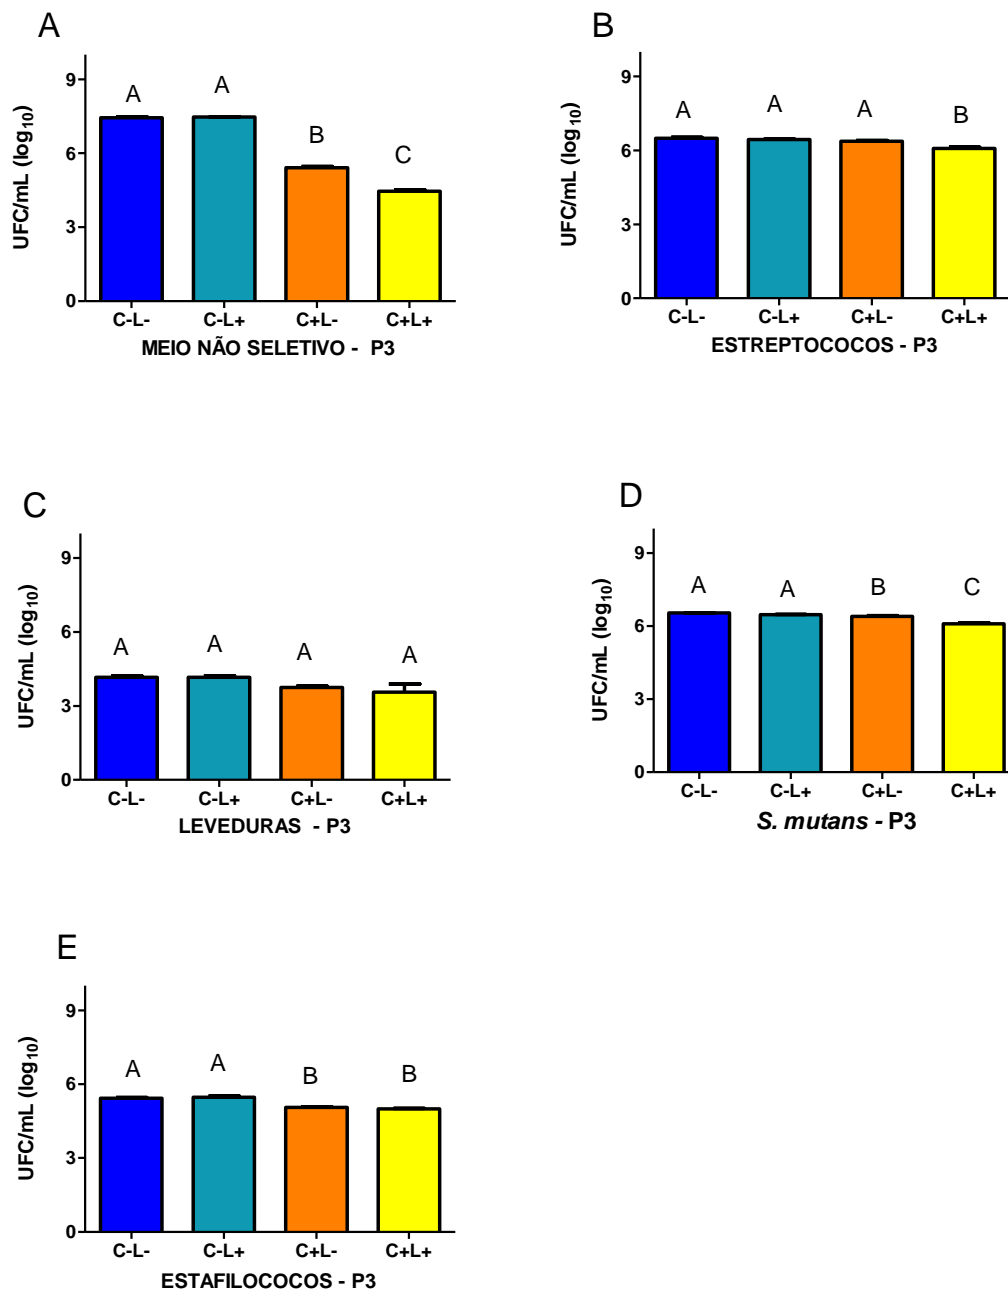 A
UFC/mL (log10)
9
6
3
0
A
A
B
C
C-L-
C-L+
C+L-
C+L+
MEIO NÃO SELETIVO - P3
B
UFC/mL (log10)
9
6
3
0
A
A
A
B
C-L-
C-L+
C+L-
C+L+
ESTREPTOCOCOS - P3
C
UFC/mL (log10)
9
6
3
0
A
A
A
A
C-L-
C-L+
C+L-
C+L+
LEVEDURAS - P3
D
UFC/mL (log10)
9
6
3
0
A
A
B
C
C-L-
C-L+
C+L-
C+L+
S. mutans - P3
E
UFC/mL (log10)
9
6
3
0
A
A
B
B
C-L-
C-L+
C+L-
C+L+
ESTAFILOCOCOS - P3